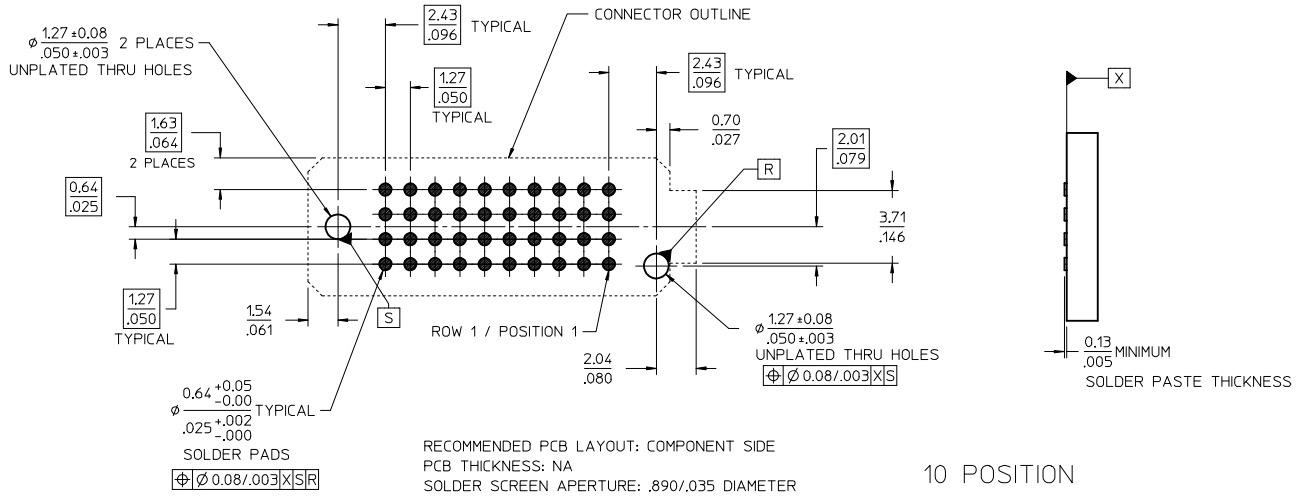 2.43
.096
TYPICAL
CONNECTOR OUTLINE
⌀ 1.27 ±0.08
.050 ±.003
2 PLACES
UNPLATED THRU HOLES
2.43
.096
TYPICAL
1.27
.050
TYPICAL
X
1.63
.064
2 PLACES
0.70
.027
2.01
.079
R
0.64
.025
3.71
.146
1.27
.050
TYPICAL
1.54
.061
S
ROW 1 / POSITION 1
2.04
.080
⌀ 1.27 ±0.08
.050 ±.003
UNPLATED THRU HOLES
⌖ ⌀ 0.08/.003 X S
0.13
.005
MINIMUM
SOLDER PASTE THICKNESS
⌀ 0.64 +0.05 -0.00
.025 +.002 -.000
TYPICAL
SOLDER PADS
⌖ ⌀ 0.08/.003 X S R
RECOMMENDED PCB LAYOUT: COMPONENT SIDE
PCB THICKNESS: NA
SOLDER SCREEN APERTURE: .890/.035 DIAMETER
10 POSITION